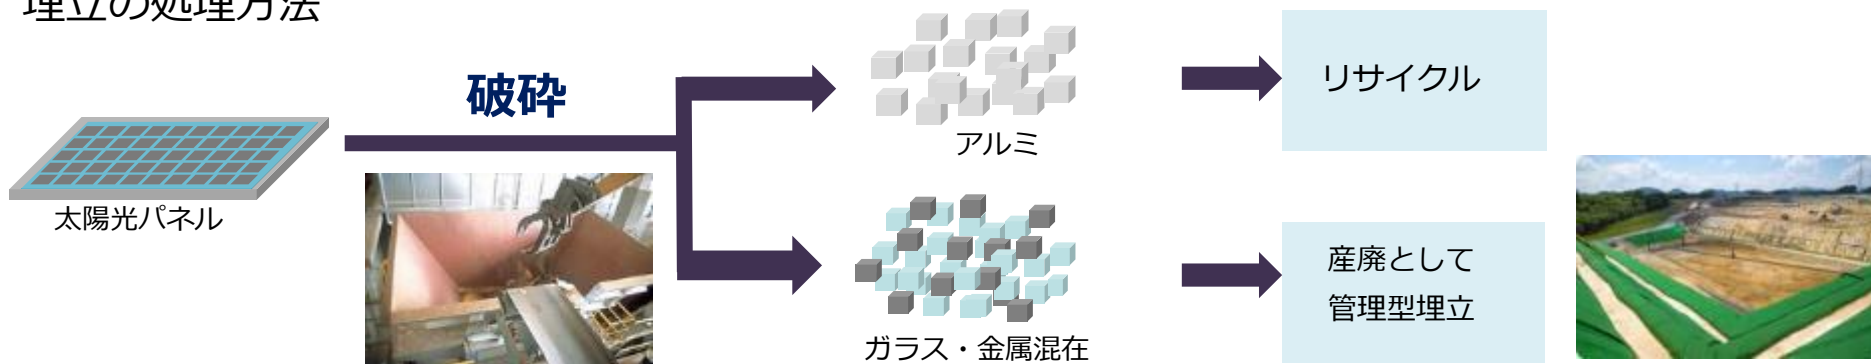 埋立の処理方法
破砕
太陽光パネル
アルミ
リサイクル
ガラス・金属混在
産廃として
管理型埋立